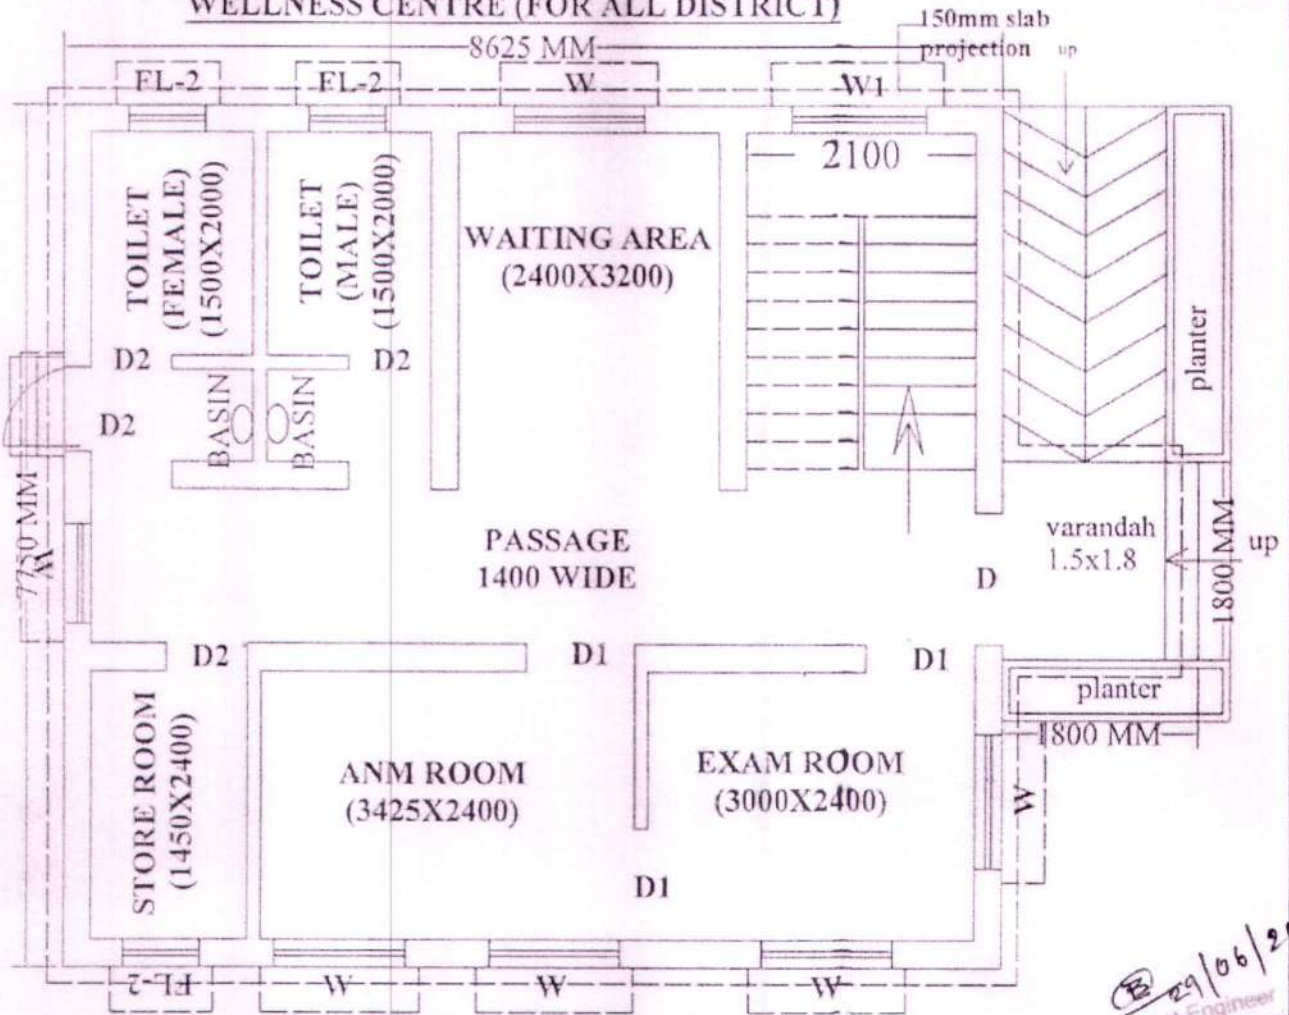 WELLNESS CENTRE (FOR ALL DISTRICT)
150mm slab
projection
up
8625 MM
FL-2
FL-2
W
W1
2100
TOILET
(FEMALE)
(1500X2000)
TOILET
(MALE)
(1500X2000)
WAITING AREA
(2400X3200)
planter
D2
D2
D2
BASIN
BASIN
7750 MM
W
PASSAGE
1400 WIDE
D
varandah
1.5x1.8
1800 MM
up
D2
D1
D1
planter
1800 MM
STORE ROOM
(1450X2400)
ANM ROOM
(3425X2400)
EXAM ROOM
(3000X2400)
W
D1
FL-2
W
W
W
29/06/2
Engineer